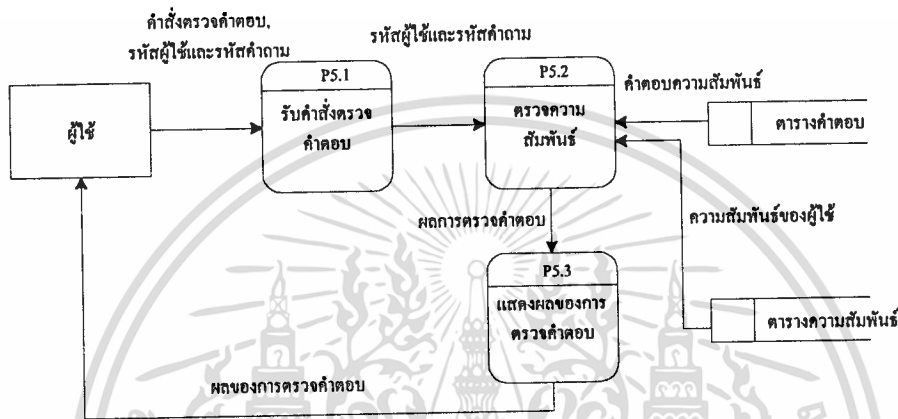 คำสั่งตรวจคำตอบ,
รหัสผู้ใช้และรหัสคำถาม
รหัสผู้ใช้และรหัสคำถาม
ผู้ใช้
P5.1
รับคำสั่งตรวจ
คำตอบ
P5.2
ตรวจความ
สัมพันธ์
คำตอบความสัมพันธ์
ตารางคำตอบ
ผลการตรวจคำตอบ
ความสัมพันธ์ของผู้ใช้
P5.3
แสดงผลของการ
ตรวจคำตอบ
ตารางความสัมพันธ์
ผลของการตรวจคำตอบ